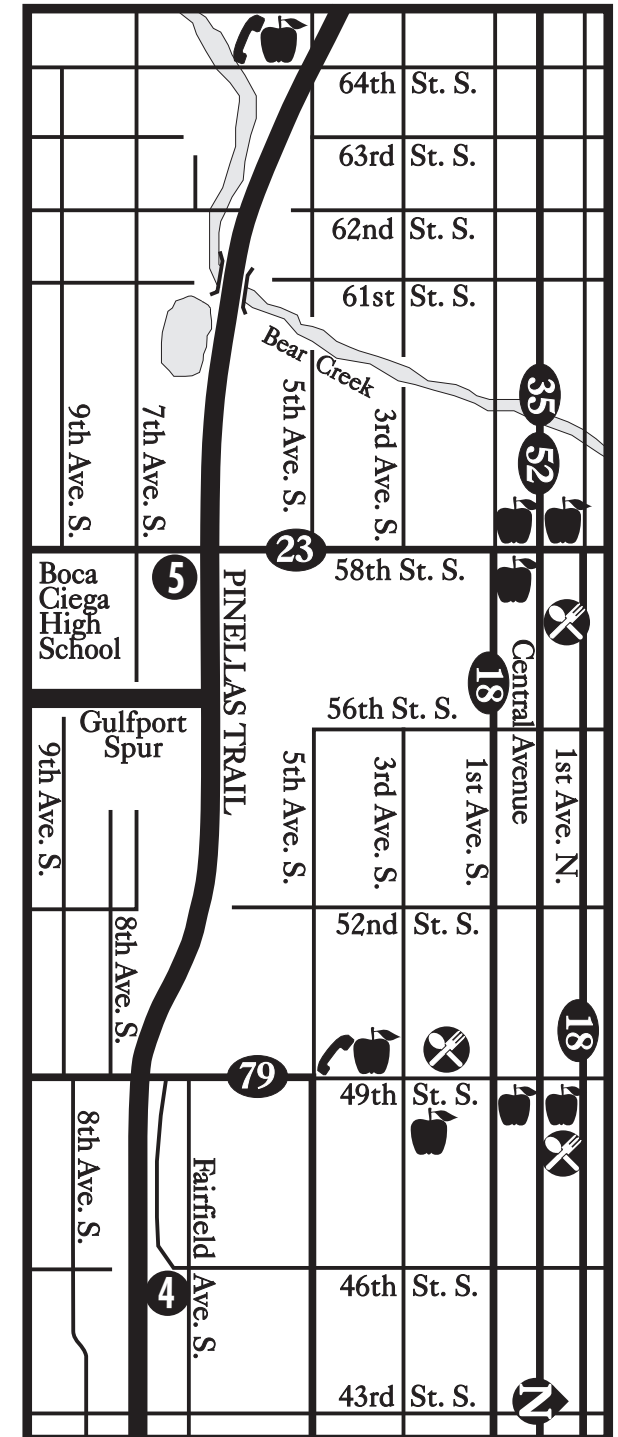 64th St. S.
63rd St. S.
62nd St. S.
61st St. S.
Bear Creek
35
52
9th Ave. S.
7th Ave. S.
5th Ave. S.
3rd Ave. S.
23
58th St. S.
5
Boca
Ciega
High
School
PINELLAS TRAIL
18
Central Avenue
56th St. S.
Gulfport
Spur
9th Ave. S.
5th Ave. S.
3rd Ave. S.
1st Ave. S.
1st Ave. N.
52nd St. S.
8th Ave. S.
18
79
49th St. S.
8th Ave. S.
Fairfield Ave. S.
46th St. S.
4
43rd St. S.
N